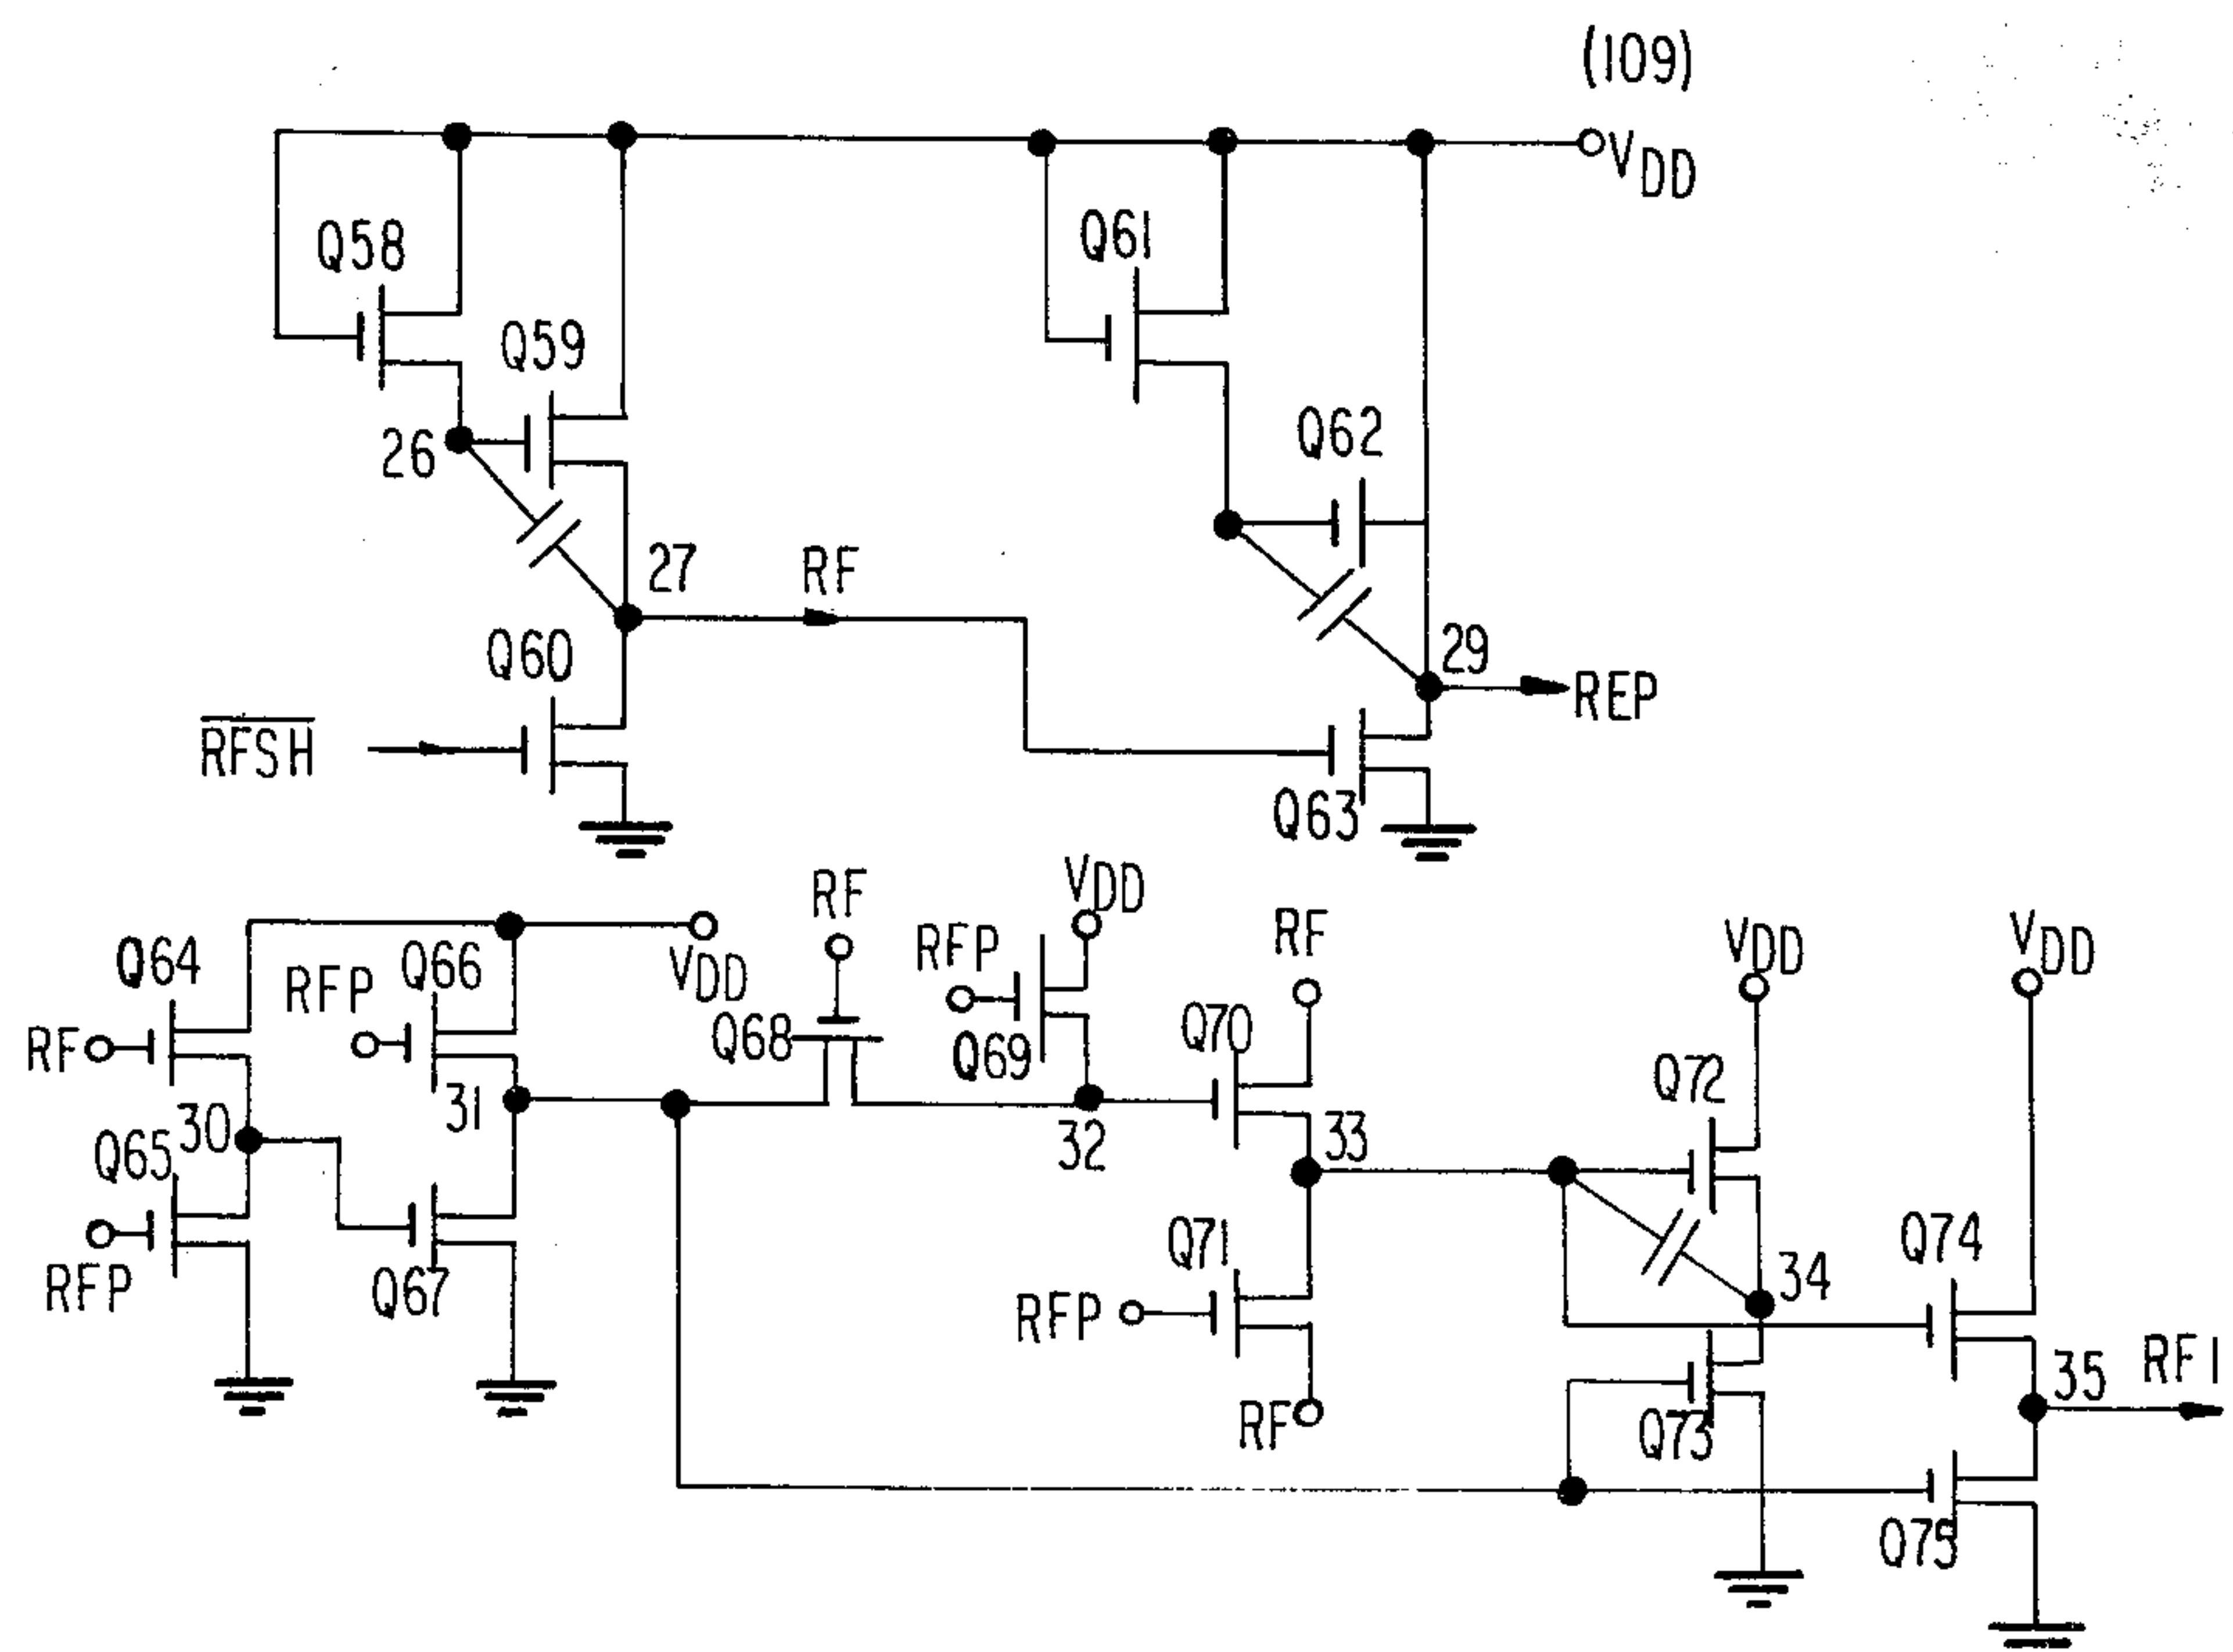 (109)
VDD
Q58
Q61
Q59
26
Q62
27
RF
29
Q60
REP
RFSH
Q63
RF
VDD
Q64
RFP
Q66
VDD
RFP
RF
VDD
VDD
RF
Q68
Q69
Q70
Q72
30
31
32
33
Q65
34
Q74
RFP
Q67
Q71
RFP
RF
Q73
35
RF1
Q75